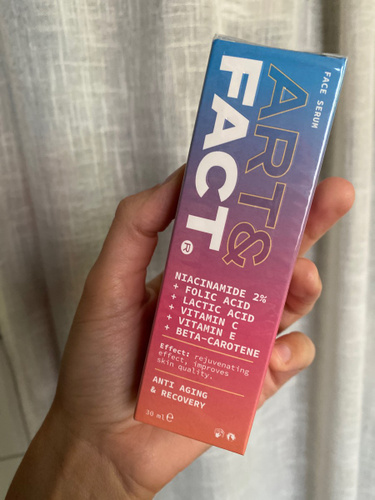 FACE SERUM
ART&
FACT®
NIACINAMIDE 2%
+ FOLIC ACID
+ LACTIC ACID
+ VITAMIN C
+ VITAMIN E
+ BETA-CAROTENE
Effect: rejuvenating
effect, improves
skin quality.
ANTI AGING
& RECOVERY
30 ml ℮